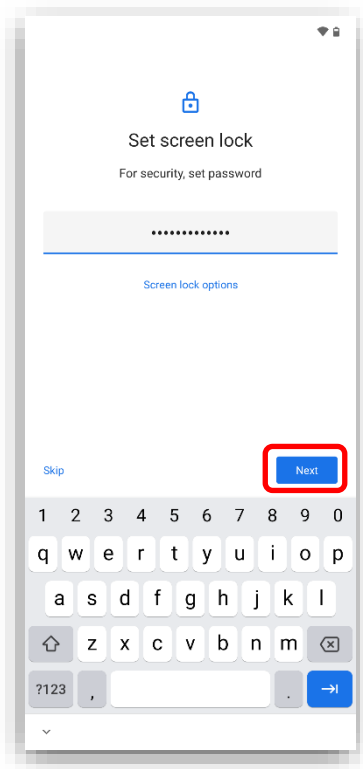 Set screen lock
For security, set password
•••••••••••••
Screen lock options
Skip Next
1 2 3 4 5 6 7 8 9 0
q w e r t y u i o p
a s d f g h j k l
z x c v b n m
?123 , .